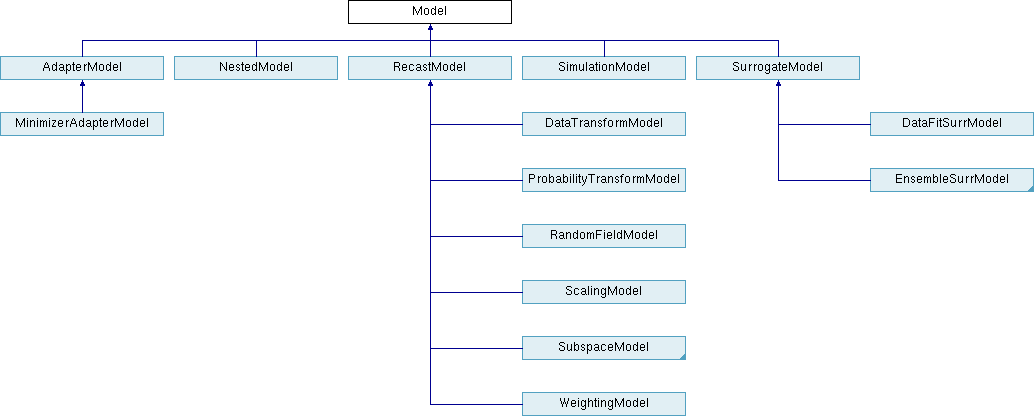 Model
AdapterModel NestedModel RecastModel SimulationModel SurrogateModel
MinimizerAdapterModel DataTransformModel DataFitSurrModel
ProbabilityTransformModel EnsembleSurrModel
RandomFieldModel
ScalingModel
SubspaceModel
WeightingModel